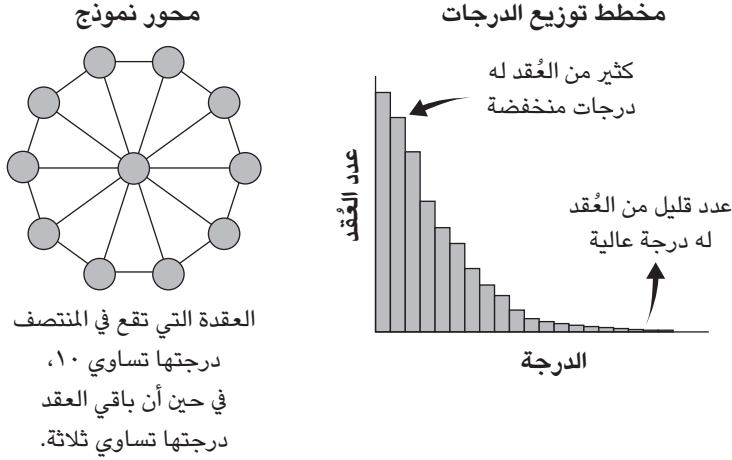 مخطط توزيع الدرجات
كثير من العُقد له
درجات منخفضة
عدد العُقد
عدد قليل من العُقد
له درجة عالية
الدرجة
محور نموذج
العقدة التي تقع في المنتصف
درجتها تساوي ١٠،
في حين أن باقي العقد
درجتها تساوي ثلاثة.